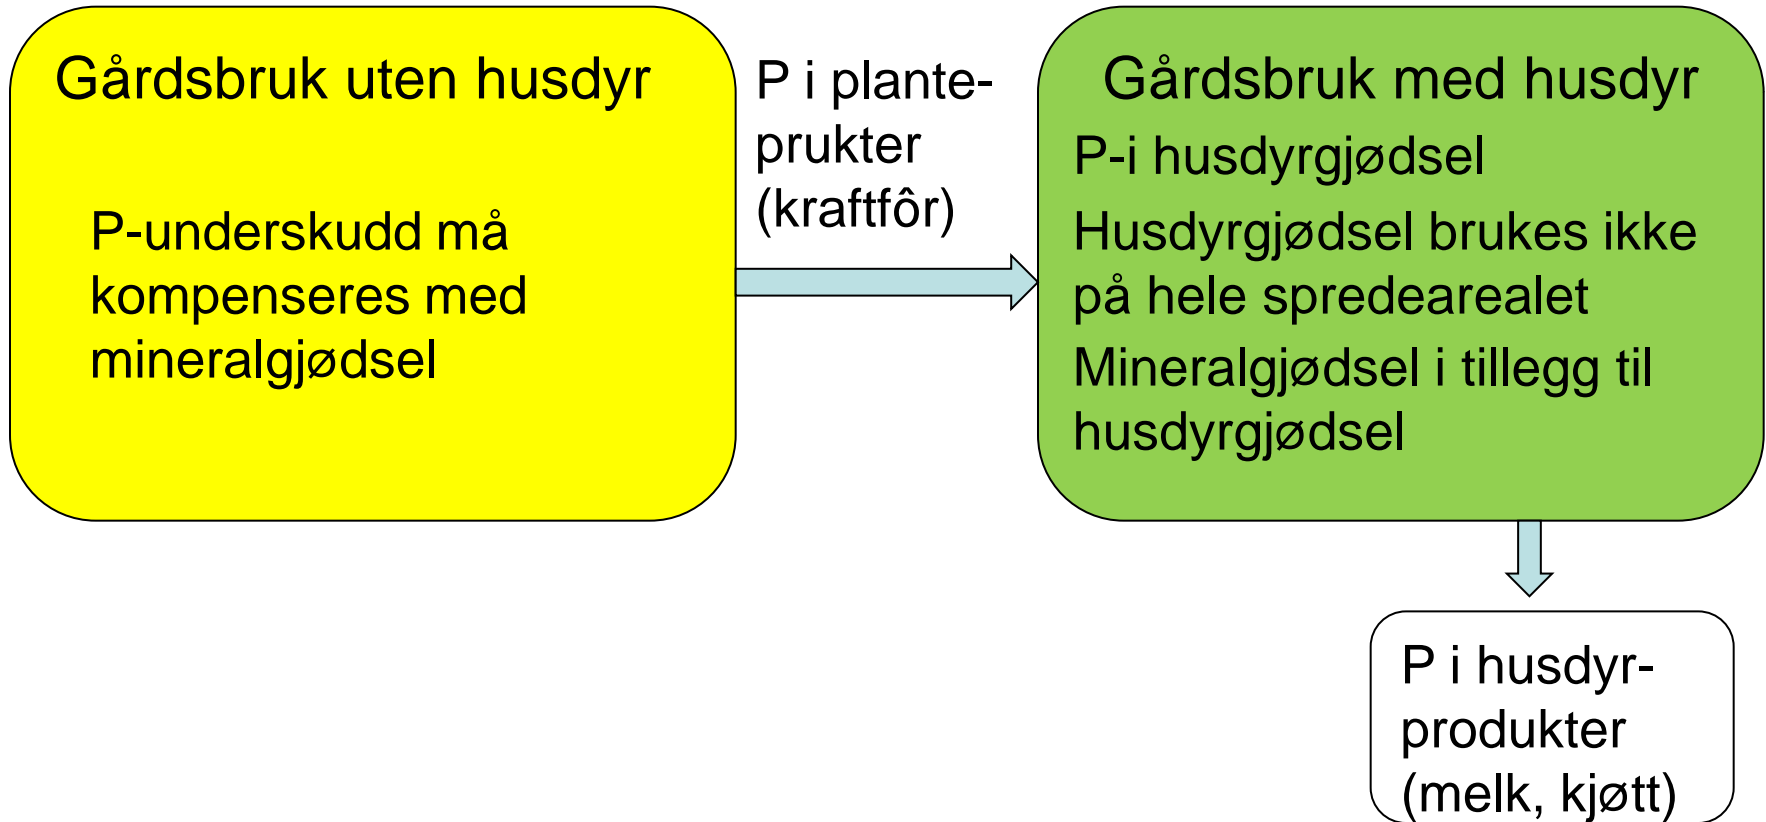 Gårdsbruk uten husdyr
P-underskudd må
kompenseres med
mineralgjødsel
P i plante-
prukter
(kraftfôr)
Gårdsbruk med husdyr
P-i husdyrgjødsel
Husdyrgjødsel brukes ikke
på hele spredearealet
Mineralgjødsel i tillegg til
husdyrgjødsel
P i husdyr-
produkter
(melk, kjøtt)